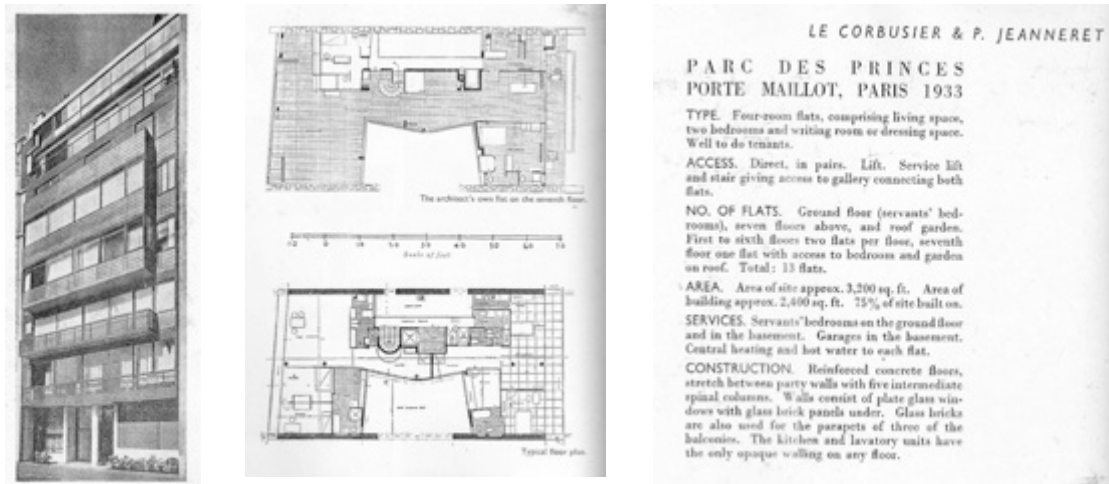 The architect's own flat on the seventh floor.
Scale of feet
Typical floor plan.
LE CORBUSIER & P. JEANNERET
PARC DES PRINCES
PORTE MAILLOT, PARIS 1933
TYPE. Four-room flats, comprising living space,
two bedrooms and writing room or dressing space.
Well to do tenants.
ACCESS. Direct, in pairs. Lift. Service lift
and stair giving access to gallery connecting both
flats.
NO. OF FLATS. Ground floor (servants' bed-
rooms), seven floors above, and roof garden.
First to sixth floors two flats per floor, seventh
floor one flat with access to bedroom and garden
on roof. Total: 13 flats.
AREA. Area of site approx. 3,200 sq. ft. Area of
building approx. 2,400 sq. ft. 75% of site built on.
SERVICES. Servants' bedrooms on the ground floor
and in the basement. Garages in the basement.
Central heating and hot water to each flat.
CONSTRUCTION. Reinforced concrete floors,
stretch between party walls with five intermediate
spinal columns. Walls consist of plate glass win-
dows with glass brick panels under. Glass bricks
are also used for the parapets of three of the
balconies. The kitchen and lavatory units have
the only opaque walling on any floor.